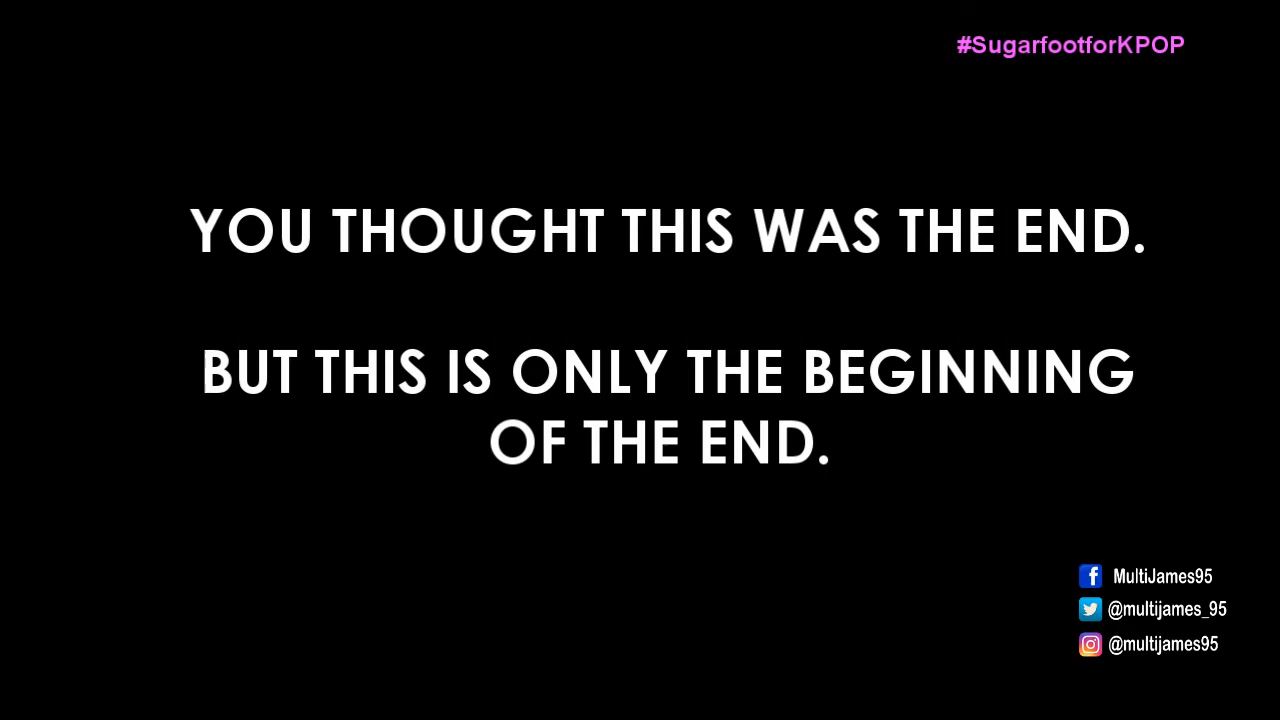 #SugarfootforKPOP
YOU THOUGHT THIS WAS THE END.
BUT THIS IS ONLY THE BEGINNING
OF THE END.
MultiJames95
@multijames_95
@multijames95